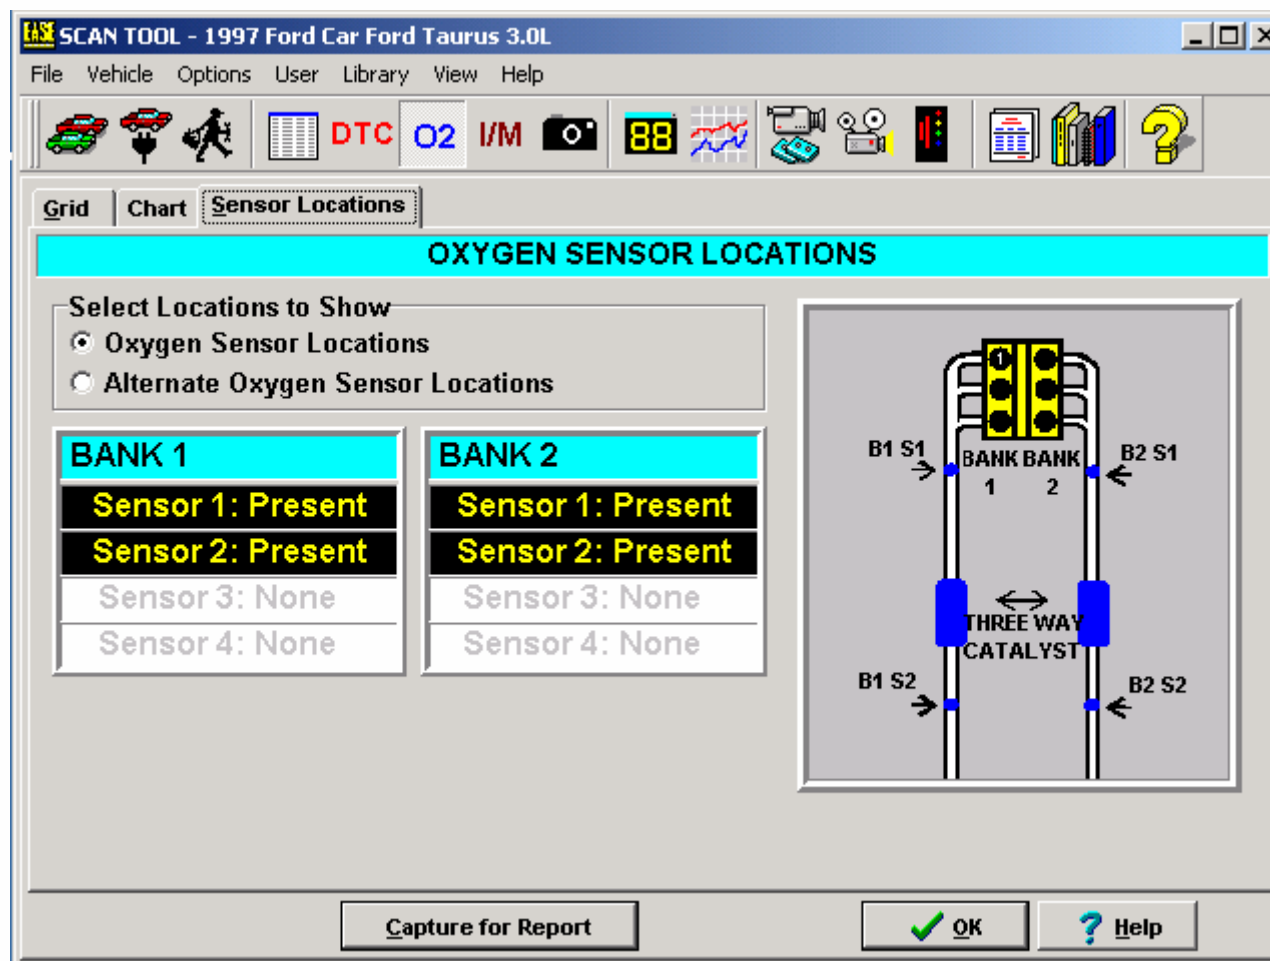 EASE SCAN TOOL - 1997 Ford Car Ford Taurus 3.0L
File Vehicle Options User Library View Help
DTC O2 I/M 88
Grid Chart Sensor Locations
OXYGEN SENSOR LOCATIONS
Select Locations to Show
Oxygen Sensor Locations
Alternate Oxygen Sensor Locations
BANK 1
Sensor 1: Present
Sensor 2: Present
Sensor 3: None
Sensor 4: None
BANK 2
Sensor 1: Present
Sensor 2: Present
Sensor 3: None
Sensor 4: None
1
B1 S1
BANK BANK
1 2
B2 S1
THREE WAY
CATALYST
B1 S2
B2 S2
Capture for Report
OK
Help